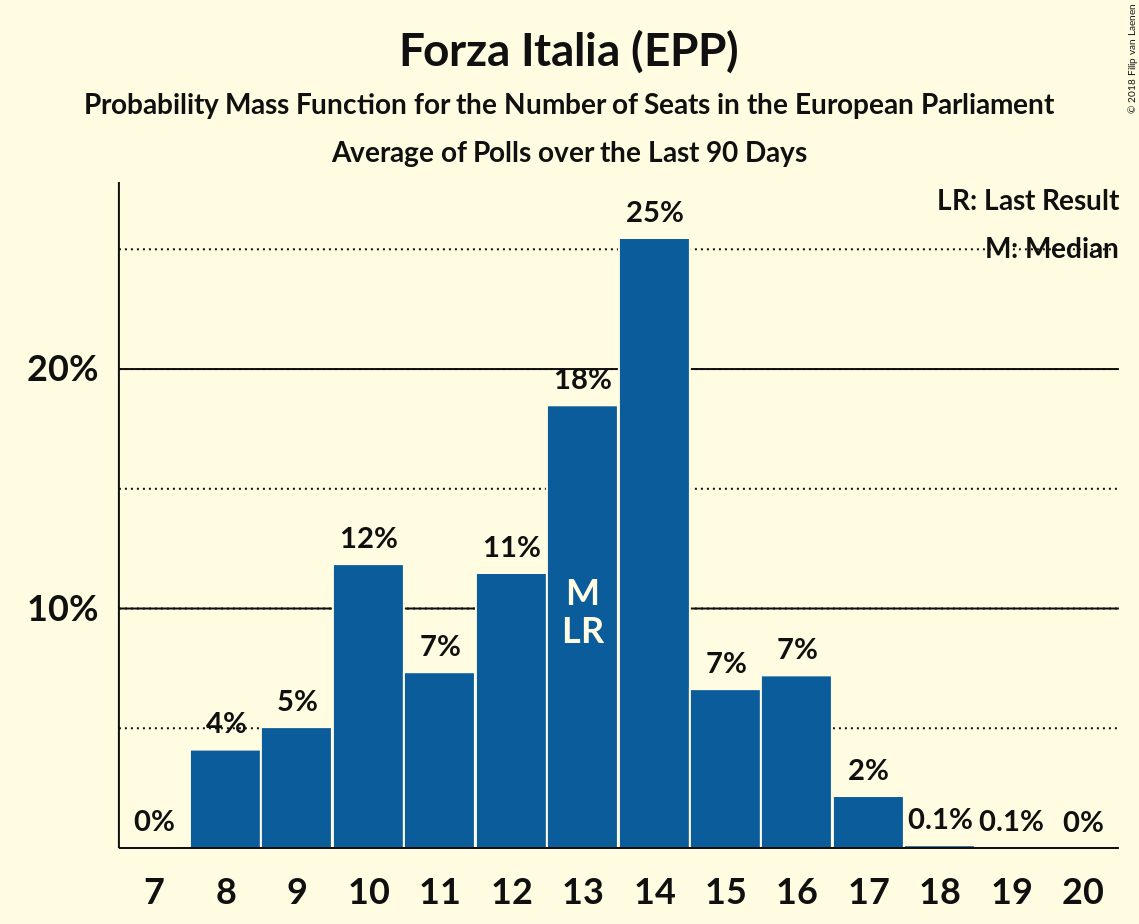 Forza Italia (EPP)
Probability Mass Function for the Number of Seats in the European Parliament
Average of Polls over the Last 90 Days
© 2018 Filip van Laenen
LR: Last Result
M: Median
25%
20%
18%
12%
11%
M
LR
10%
7%
7%
7%
5%
4%
2%
0%
0.1%
0.1%
0%
7 8 9 10 11 12 13 14 15 16 17 18 19 20